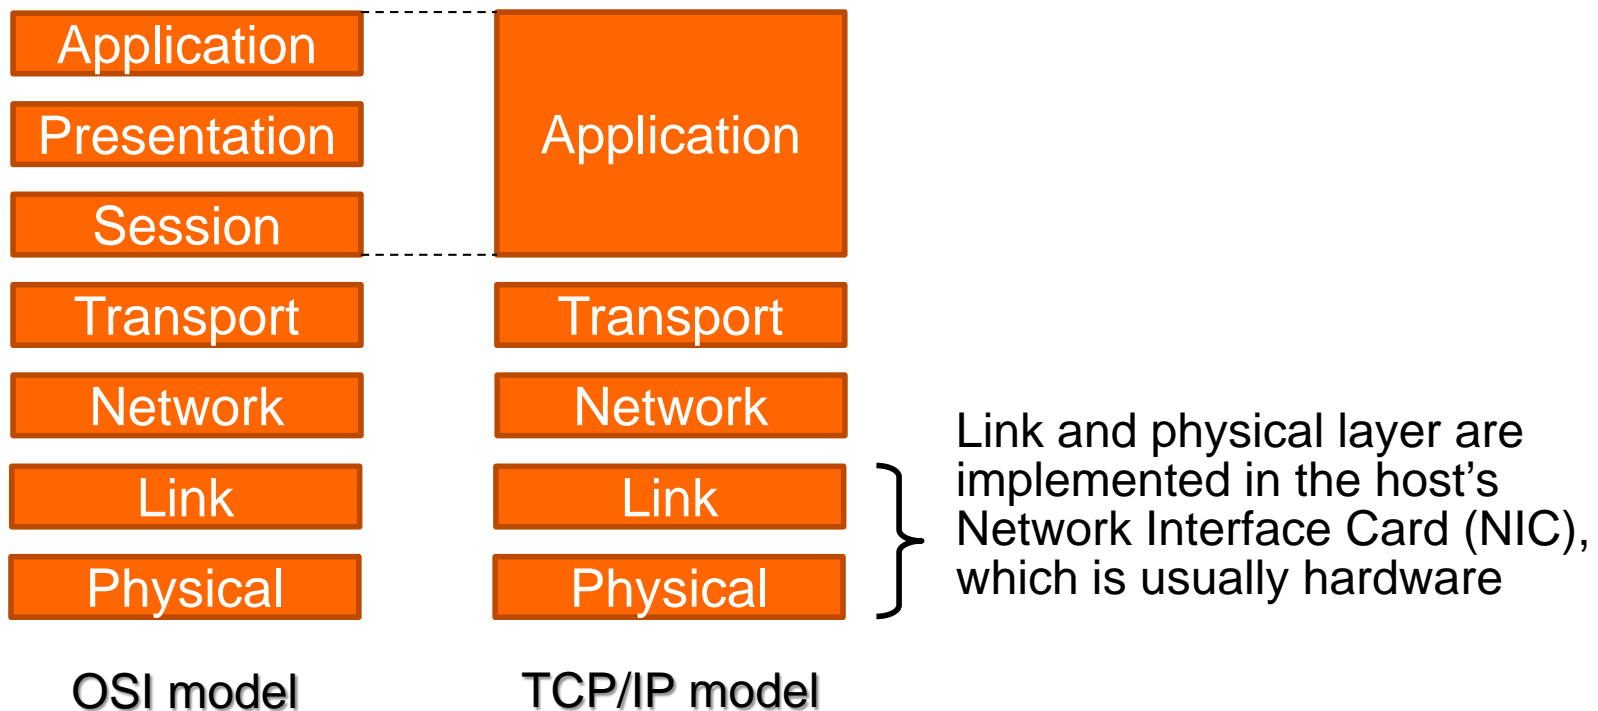 Application
Presentation
Session
Transport
Network
Link
Physical
OSI model
Application
Transport
Network
Link
Physical
TCP/IP model
Link and physical layer are
implemented in the host’s
Network Interface Card (NIC),
which is usually hardware